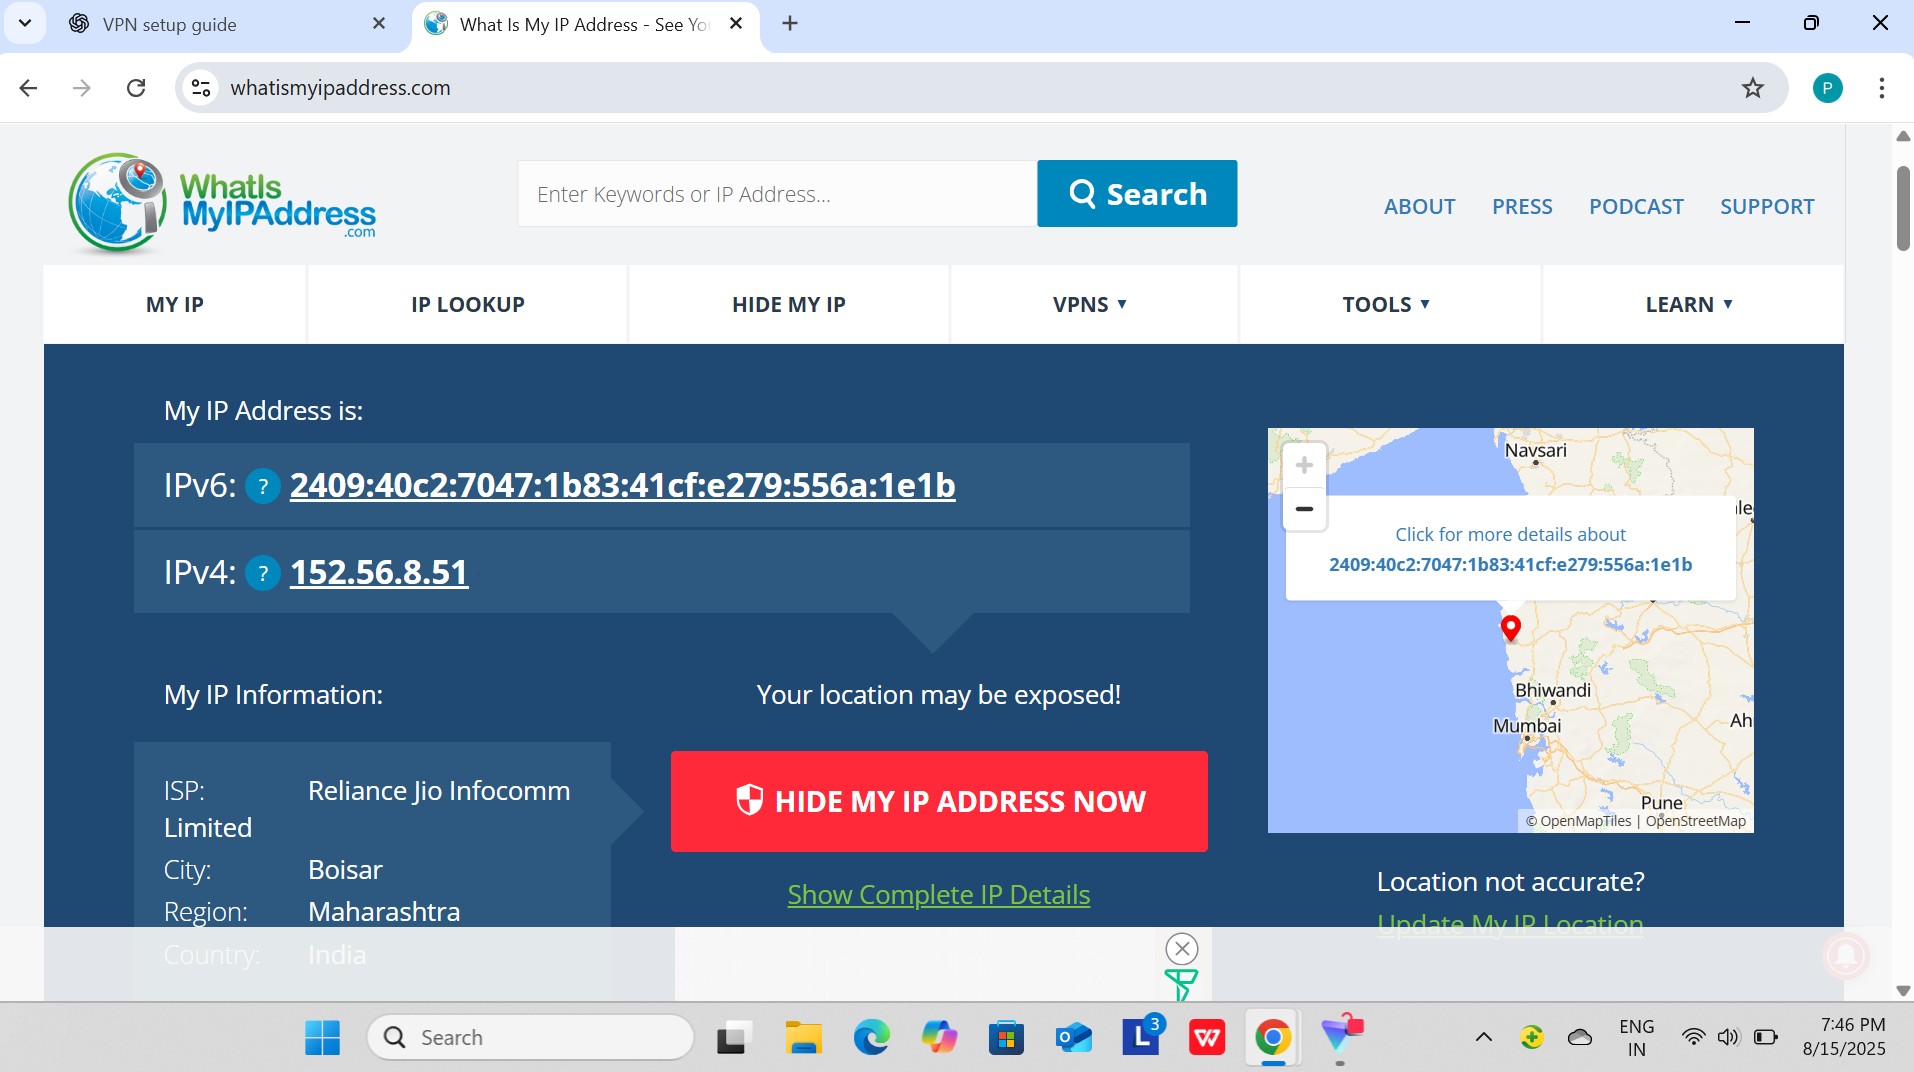 VPN setup guide
What Is My IP Address - See Yo
whatismyipaddress.com
P
WhatIs
MyIPAddress
.com
Enter Keywords or IP Address...
Search
ABOUT
PRESS
PODCAST
SUPPORT
MY IP
IP LOOKUP
HIDE MY IP
VPNS
TOOLS
LEARN
My IP Address is:
IPv6: ? 2409:40c2:7047:1b83:41cf:e279:556a:1e1b
IPv4: ? 152.56.8.51
My IP Information:
ISP: Reliance Jio Infocomm
Limited
City: Boisar
Region: Maharashtra
Country: India
Your location may be exposed!
HIDE MY IP ADDRESS NOW
Show Complete IP Details
Navsari
Click for more details about
2409:40c2:7047:1b83:41cf:e279:556a:1e1b
Bhiwandi
Mumbai
Ah
Pune
© OpenMapTiles | OpenStreetMap
Location not accurate?
Update My IP Location
Search
L
3
W
ENG
IN
7:46 PM
8/15/2025